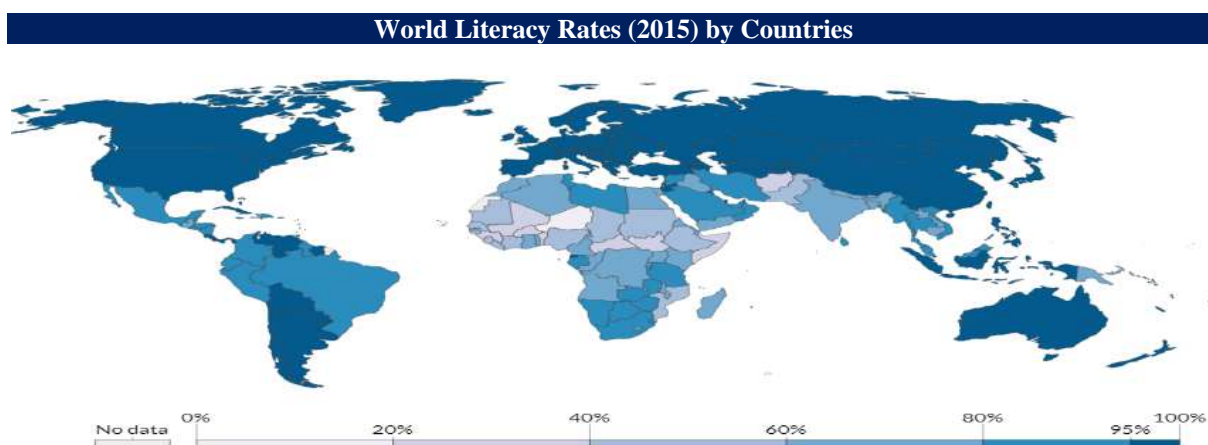 World Literacy Rates (2015) by Countries
0% 40% 80% 100%
No data 20% 60% 95%